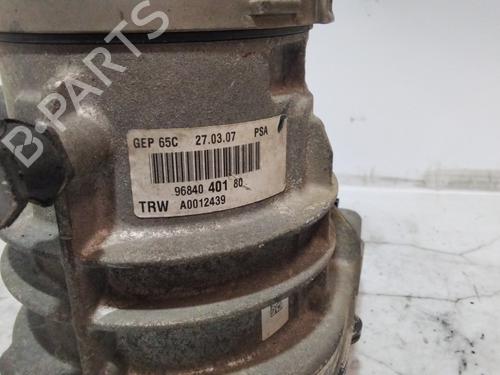 B-PARTS
GEP 65C 27.03.07 PSA
96840 401 80
TRW A0012439